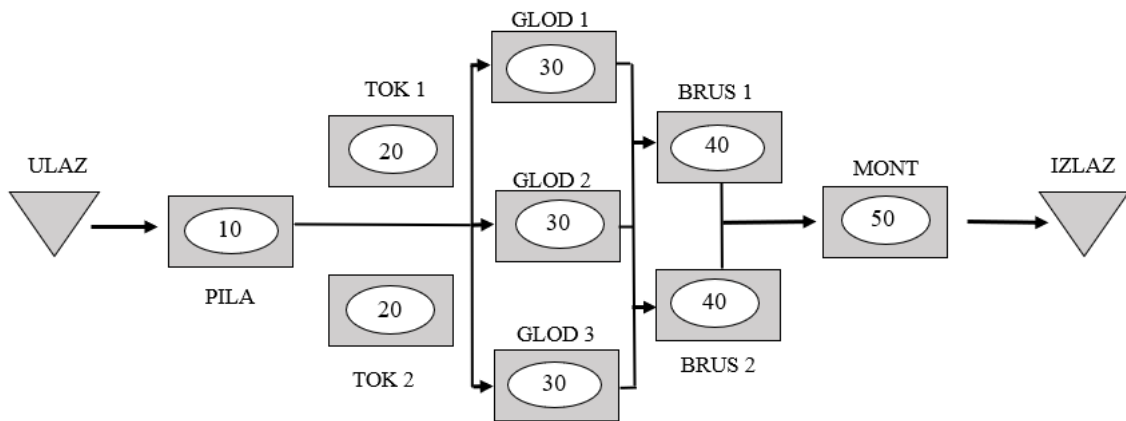 ULAZ
10
PILA
TOK 1
20
20
TOK 2
GLOD 1
30
GLOD 2
30
GLOD 3
30
BRUS 1
40
40
BRUS 2
MONT
50
IZLAZ